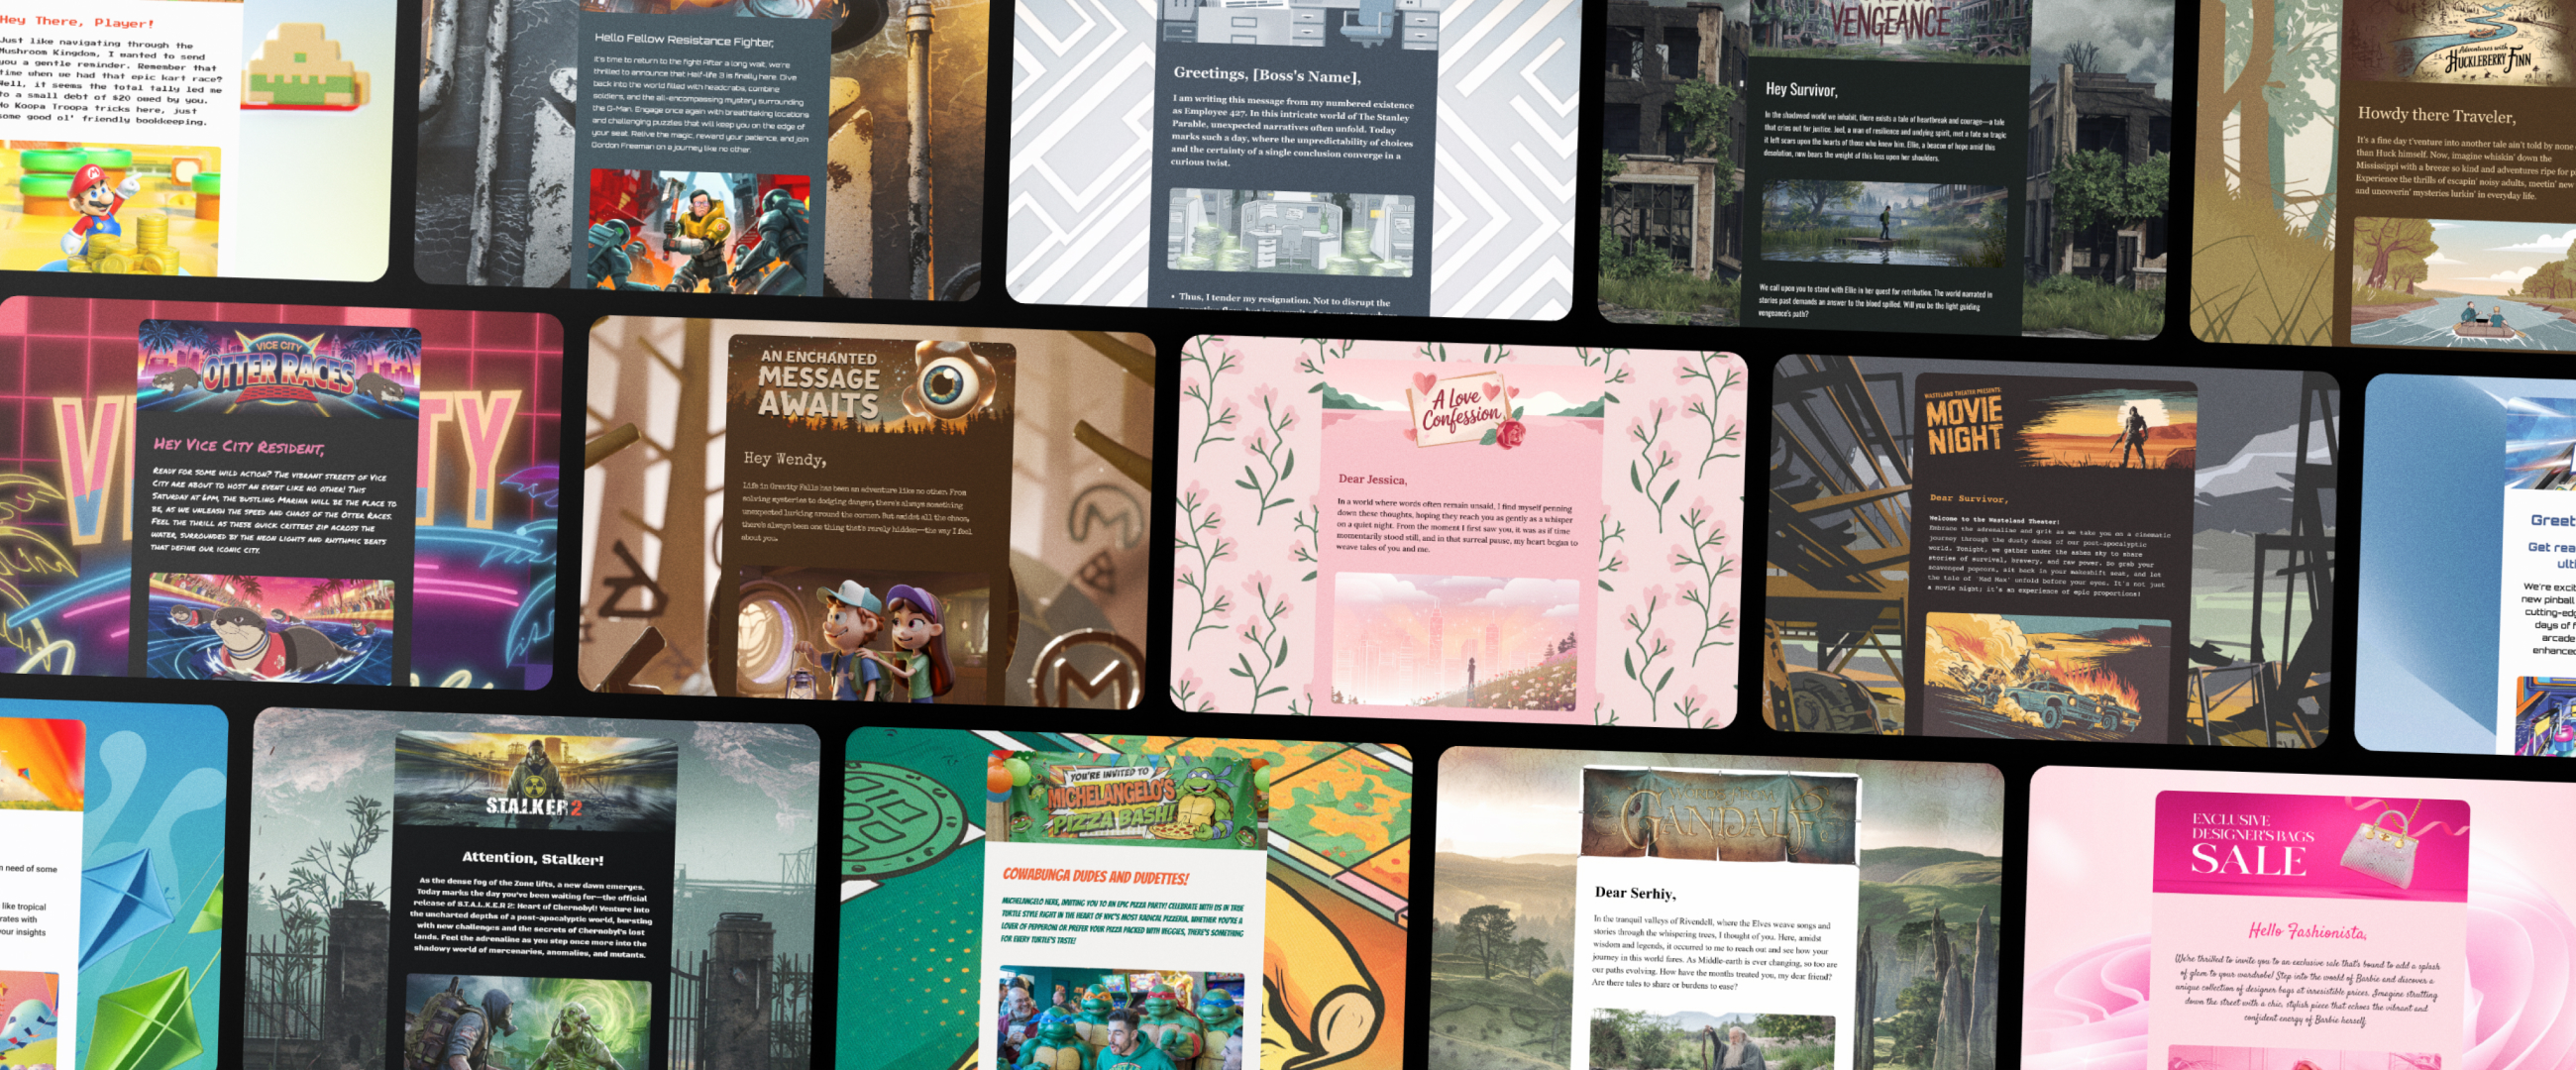 Hey There, Player!
Just like navigating through the
Mushroom Kingdom, I wanted to send
you a gentle reminder. Remember that
time when we had that epic kart race?
Well, it seems the total tally led me
to a small debt of $20 owed by you.
No Koopa Troopa tricks here, just
some good ol' friendly bookkeeping.
Hello Fellow Resistance Fighter,
It's time to return to the fight! After a long wait, we're
thrilled to announce that Half-life 3 is finally here. Dive
back into the world filled with headcrabs, combine
soldiers, and the all-encompassing mystery surrounding
the G-Man. Engage once again with breathtaking locations
and challenging puzzles that will keep you on the edge of
your seat. Relive the magic, reward your patience, and join
Gordon Freeman on a journey like no other.
Greetings, [Boss's Name],
I am writing this message from my numbered existence
as Employee 427. In this intricate world of The Stanley
Parable, unexpected narratives often unfold. Today
marks such a day, where the unpredictability of choices
and the certainty of a single conclusion converge in a
curious twist.
• Thus, I tender my resignation. Not to disrupt the
VENGEANCE
Hey Survivor,
In the shadowed world we inhabit, there exists a tale of heartbreak and courage—a tale
that cries out for justice. Joel, a man of resilience and undying spirit, met a fate so tragic
it left scars upon the hearts of those who knew him. Ellie, a beacon of hope amid this
desolation, now bears the weight of this loss upon her shoulders.
We call upon you to stand with Ellie in her quest for retribution. The world narrated in
stories past demands an answer to the blood spilled. Will you be the light guiding
vengeance's path?
Adventures with
HUCKLEBERRY FINN
Howdy there Traveler,
It's a fine day t'venture into another tale ain't told by none
than Huck himself. Now, imagine whiskin' down the
Mississippi with a breeze so kind and adventures ripe for
Experience the thrills of escapin' noisy adults, meetin' new
and uncoverin' mysteries lurkin' in everyday life.
VICE CITY
OTTER RACES
HEY VICE CITY RESIDENT,
READY FOR SOME WILD ACTION? THE VIBRANT STREETS OF VICE
CITY ARE ABOUT TO HOST AN EVENT LIKE NO OTHER! THIS
SATURDAY AT 6PM, THE BUSTLING MARINA WILL BE THE PLACE TO
BE, AS WE UNLEASH THE SPEED AND CHAOS OF THE OTTER RACES.
FEEL THE THRILL AS THESE QUICK CRITTERS ZIP ACROSS THE
WATER, SURROUNDED BY THE NEON LIGHTS AND RHYTHMIC BEATS
THAT DEFINE OUR ICONIC CITY.
AN ENCHANTED
MESSAGE
AWAITS
Hey Wendy,
Life in Gravity Falls has been an adventure like no other. From
solving mysteries to dodging danger, there's always something
unexpected lurking around the corner. But amidst all the chaos,
there's always been one thing that's rarely hidden—the way I feel
about you.
A Love
Confession
Dear Jessica,
In a world where words often remain unsaid, I find myself penning
down these thoughts, hoping they reach you as gently as a whisper
on a quiet night. From the moment I first saw you, it was as if time
momentarily stood still, and in that surreal pause, my heart began to
weave tales of you and me.
WASTELAND THEATER PRESENTS:
MOVIE
NIGHT
Dear Survivor,
Welcome to the Wasteland Theater!
Embrace the adrenaline and grit as we take you on a cinematic
journey through the dusty dunes of our post-apocalyptic
world. Tonight, we gather under the ashen sky to share
stories of survival, bravery, and raw power. So grab your
scavenged popcorn, sit back in your makeshift seat, and let
the tale of 'Mad Max' unfold before your eyes. It's not just
a movie night; it's an experience of epic proportions!
Greet
Get rea
ulti
We're excit
new pinball
cutting-edg
days of
arcade
enhanced
n need of some
like tropical
rates with
your insights
S.T.A.L.K.E.R 2
Attention, Stalker!
As the dense fog of the Zone lifts, a new dawn emerges.
Today marks the day you've been waiting for—the official
release of S.T.A.L.K.E.R 2: Heart of Chernobyl! Venture into
the uncharted depths of a post-apocalyptic world, bursting
with new challenges and the secrets of Chernobyl's lost
lands. Feel the adrenaline as you step once more into the
shadowy world of mercenaries, anomalies, and mutants.
YOU'RE INVITED TO
MICHELANGELO'S
PIZZA BASH!
COWABUNGA DUDES AND DUDETTES!
MICHELANGELO HERE, INVITING YOU TO AN EPIC PIZZA PARTY! CELEBRATE WITH US IN TRUE
TURTLE STYLE RIGHT IN THE HEART OF NYC'S MOST RADICAL PIZZERIA. WHETHER YOU'RE A
LOVER OF PEPPERONI OR PREFER YOUR PIZZA PACKED WITH VEGGIES, THERE'S SOMETHING
FOR EVERY TURTLE'S TASTE!
GANDALF
Dear Serhiy,
In the tranquil valleys of Rivendell, where the Elves weave songs and
stories through the whispering trees, I thought of you. Here, amidst
wisdom and legends, it occurred to me to reach out and see how your
journey in this world fares. As Middle-earth is ever changing, so too are
our paths evolving. How have the months treated you, my dear friend?
Are there tales to share or burdens to ease?
EXCLUSIVE
DESIGNER'S BAGS
SALE
Hello Fashionista,
We're thrilled to invite you to an exclusive sale that's bound to add a splash
of glam to your wardrobe! Step into the world of Barbie and discover a
unique collection of designer bags at irresistible prices. Imagine strutting
down the street with a chic, stylish piece that echoes the vibrant and
confident energy of Barbie herself.